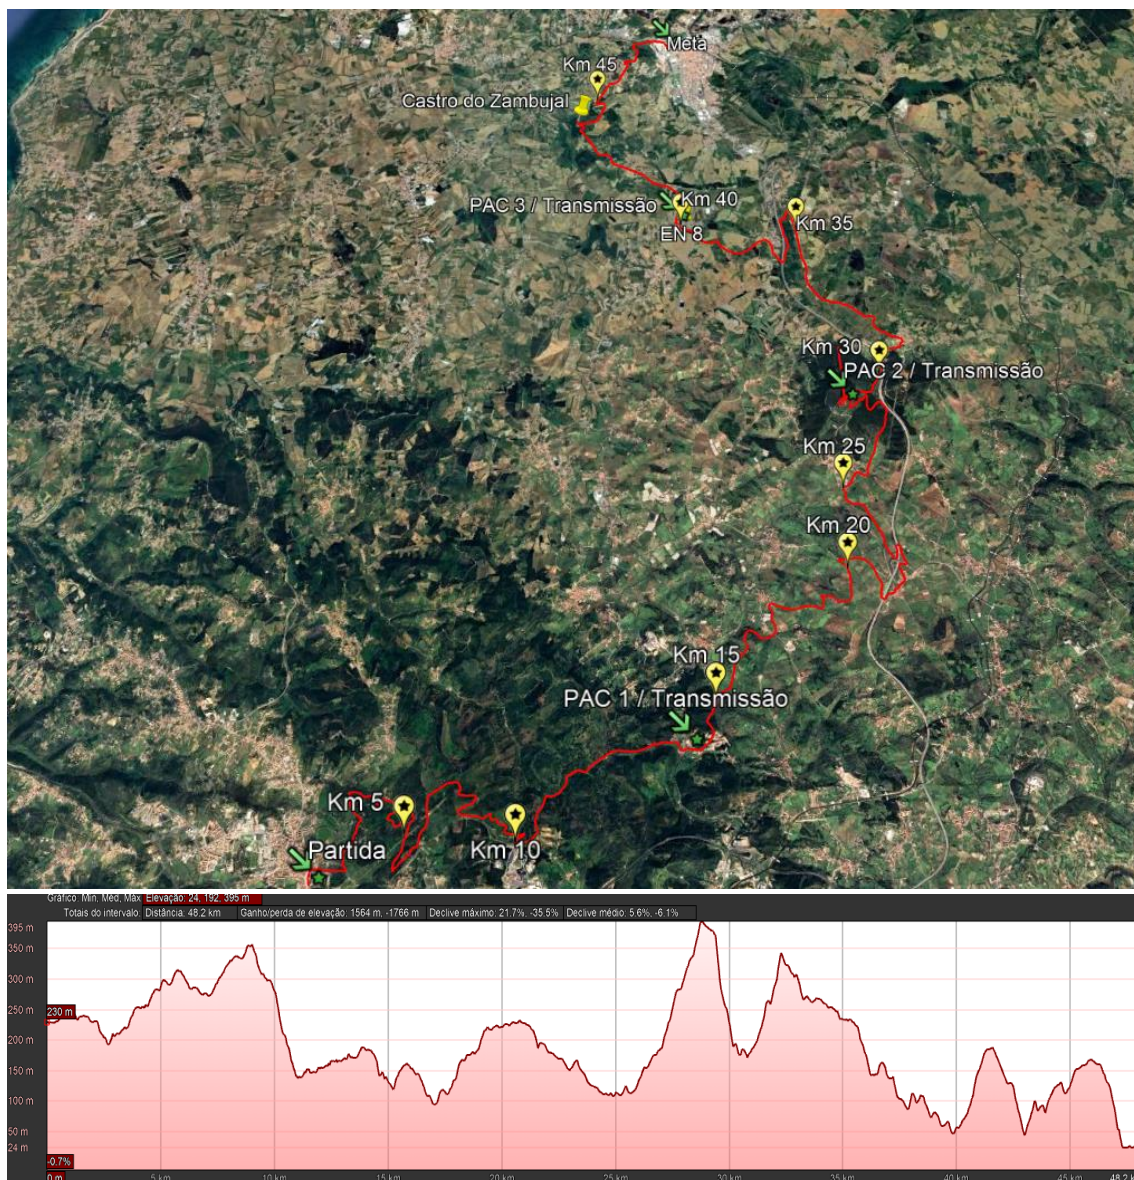 Meta
Km 45
Castro do Zambujal
PAC 3 / Transmissão
Km 40
Km 35
EN 8
Km 30
PAC 2 / Transmissão
Km 25
Km 20
Km 15
PAC 1 / Transmissão
Km 5
Partida
Km 10
Gráfico: Min, Méd, Máx Elevação: 24, 192, 395 m
Totais do intervalo: Distância: 48.2 km Ganho/perda de elevação: 1564 m, -1766 m Declive máximo: 21.7%, -35.5% Declive médio: 5.6%, -6.1%
395 m
350 m
300 m
250 m
230 m
200 m
150 m
100 m
50 m
24 m
-0.7%
0 m 5 km 10 km 15 km 20 km 25 km 30 km 35 km 40 km 45 km 48.2 k